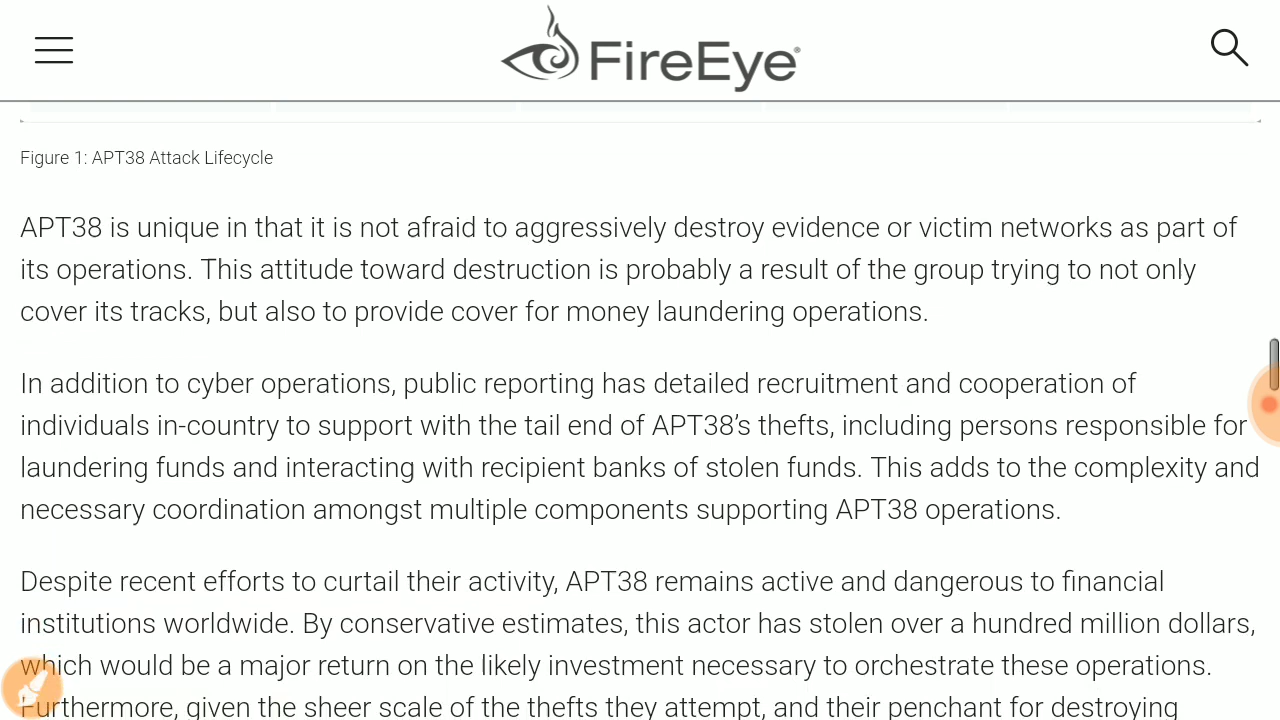 FireEye®
Figure 1: APT38 Attack Lifecycle
APT38 is unique in that it is not afraid to aggressively destroy evidence or victim networks as part of
its operations. This attitude toward destruction is probably a result of the group trying to not only
cover its tracks, but also to provide cover for money laundering operations.
In addition to cyber operations, public reporting has detailed recruitment and cooperation of
individuals in-country to support with the tail end of APT38’s thefts, including persons responsible for
laundering funds and interacting with recipient banks of stolen funds. This adds to the complexity and
necessary coordination amongst multiple components supporting APT38 operations.
Despite recent efforts to curtail their activity, APT38 remains active and dangerous to financial
institutions worldwide. By conservative estimates, this actor has stolen over a hundred million dollars,
which would be a major return on the likely investment necessary to orchestrate these operations.
Furthermore, given the sheer scale of the thefts they attempt, and their penchant for destroying